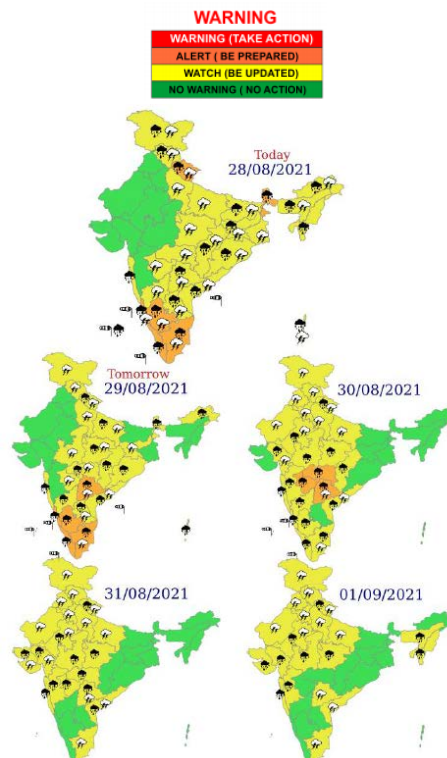 WARNING
WARNING (TAKE ACTION)
ALERT ( BE PREPARED)
WATCH (BE UPDATED)
NO WARNING ( NO ACTION)
Today
28/08/2021
Tomorrow
29/08/2021
30/08/2021
31/08/2021
01/09/2021